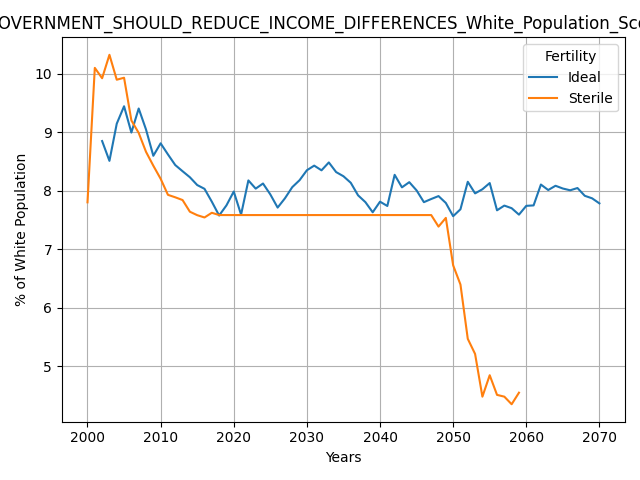 OVERNMENT_SHOULD_REDUCE_INCOME_DIFFERENCES_White_Population_Sc
Fertility
Ideal
Sterile
% of White Population
10
9
8
7
6
5
2000 2010 2020 2030 2040 2050 2060 2070
Years